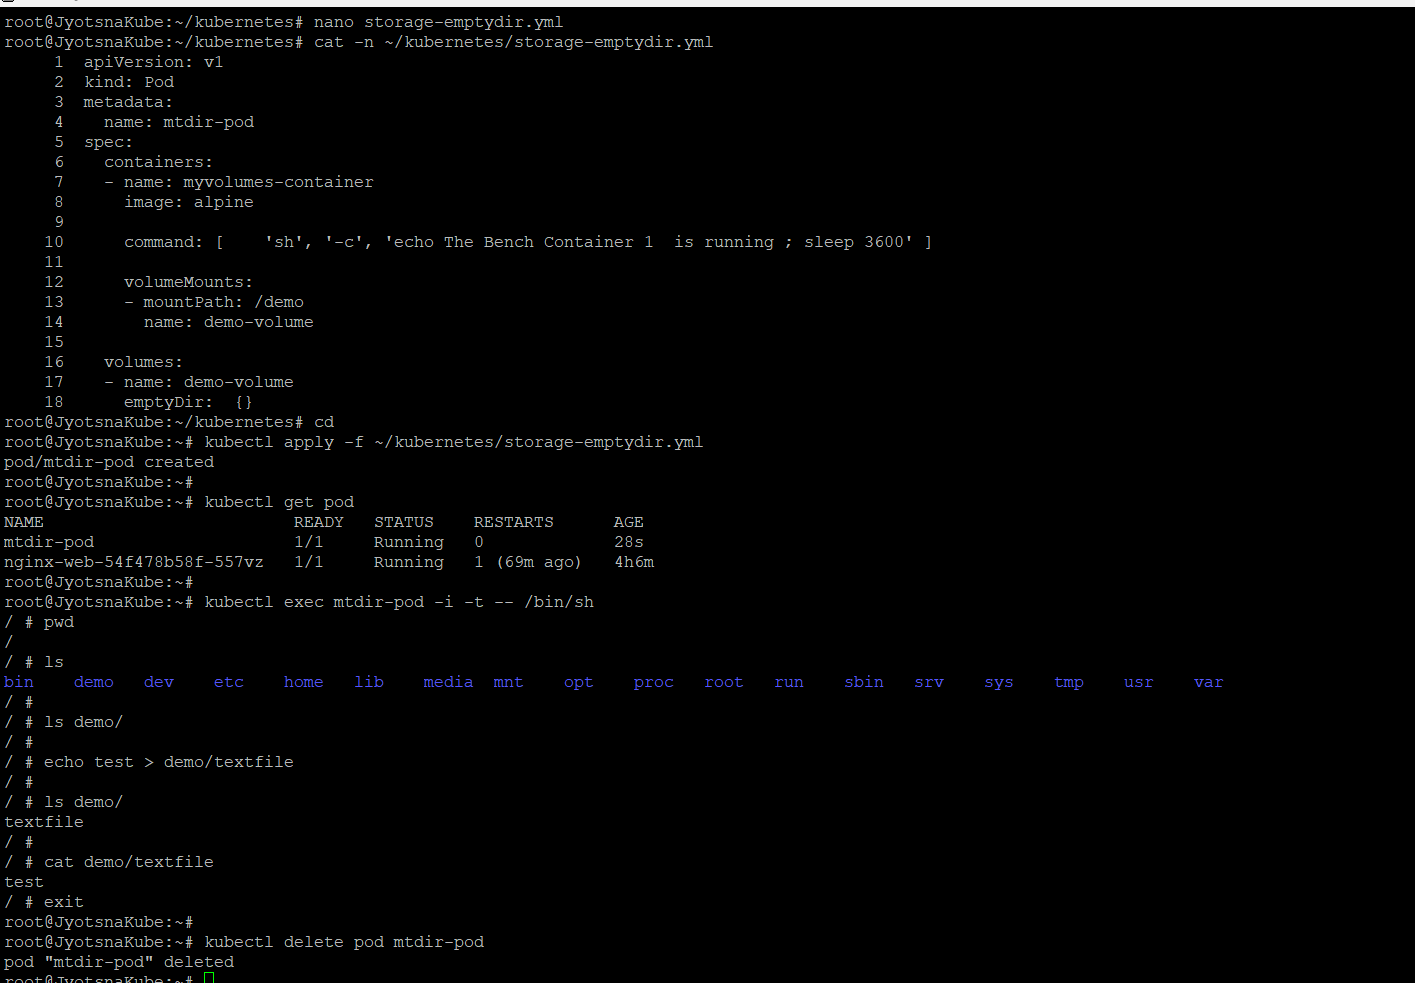 root@JyotsnaKube:~/kubernetes# nano storage-emptydir.yml
root@JyotsnaKube:~/kubernetes# cat -n ~/kubernetes/storage-emptydir.yml
     1  apiVersion: v1
     2  kind: Pod
     3  metadata:
     4    name: mtdir-pod
     5  spec:
     6    containers:
     7    - name: myvolumes-container
     8      image: alpine
     9
    10      command: [    'sh', '-c', 'echo The Bench Container 1  is running ; sleep 3600' ]
    11
    12      volumeMounts:
    13      - mountPath: /demo
    14        name: demo-volume
    15
    16    volumes:
    17    - name: demo-volume
    18      emptyDir:  {}
root@JyotsnaKube:~/kubernetes# cd
root@JyotsnaKube:~# kubectl apply -f ~/kubernetes/storage-emptydir.yml
pod/mtdir-pod created
root@JyotsnaKube:~#
root@JyotsnaKube:~# kubectl get pod
NAME                         READY   STATUS    RESTARTS      AGE
mtdir-pod                    1/1     Running   0             28s
nginx-web-54f478b58f-557vz   1/1     Running   1 (69m ago)   4h6m
root@JyotsnaKube:~#
root@JyotsnaKube:~# kubectl exec mtdir-pod -i -t -- /bin/sh
/ # pwd
/
/ # ls
bin    demo   dev    etc    home   lib    media  mnt    opt    proc   root   run    sbin   srv    sys    tmp    usr    var
/ #
/ # ls demo/
/ #
/ # echo test > demo/textfile
/ #
/ # ls demo/
textfile
/ #
/ # cat demo/textfile
test
/ # exit
root@JyotsnaKube:~#
root@JyotsnaKube:~# kubectl delete pod mtdir-pod
pod "mtdir-pod" deleted
root@JyotsnaKube:~#